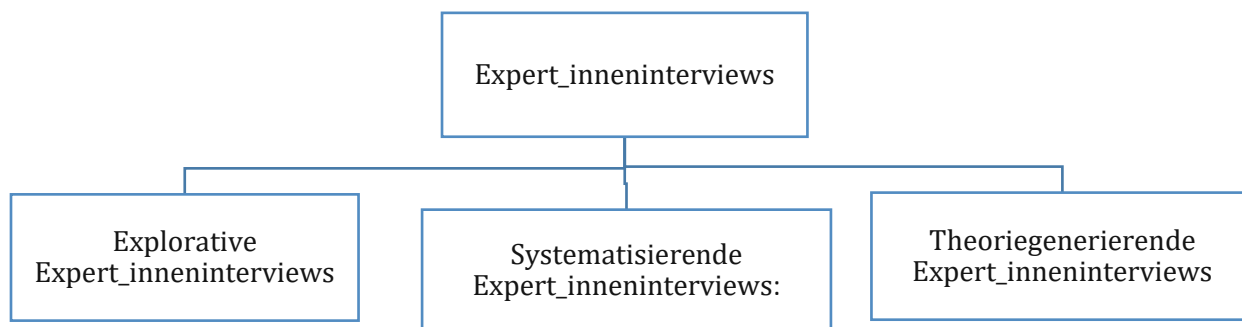 Expert_inneninterviews
Explorative
Expert_inneninterviews
Systematisierende
Expert_inneninterviews:
Theoriegenerierende
Expert_inneninterviews